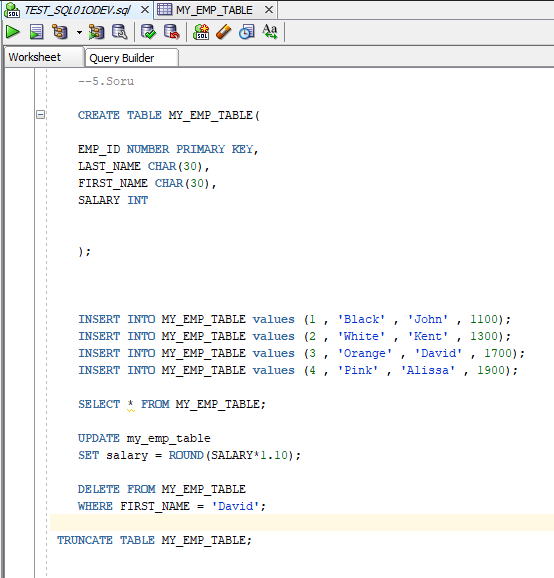 TEST_SQL01ODEV.sql MY_EMP_TABLE
SQL Aa
Worksheet Query Builder
--5.Soru
CREATE TABLE MY_EMP_TABLE(
EMP_ID NUMBER PRIMARY KEY,
LAST_NAME CHAR(30),
FIRST_NAME CHAR(30),
SALARY INT
);
INSERT INTO MY_EMP_TABLE values (1 , 'Black' , 'John' , 1100);
INSERT INTO MY_EMP_TABLE values (2 , 'White' , 'Kent' , 1300);
INSERT INTO MY_EMP_TABLE values (3 , 'Orange' , 'David' , 1700);
INSERT INTO MY_EMP_TABLE values (4 , 'Pink' , 'Alissa' , 1900);
SELECT * FROM MY_EMP_TABLE;
UPDATE my_emp_table
SET salary = ROUND(SALARY*1.10);
DELETE FROM MY_EMP_TABLE
WHERE FIRST_NAME = 'David';
TRUNCATE TABLE MY_EMP_TABLE;